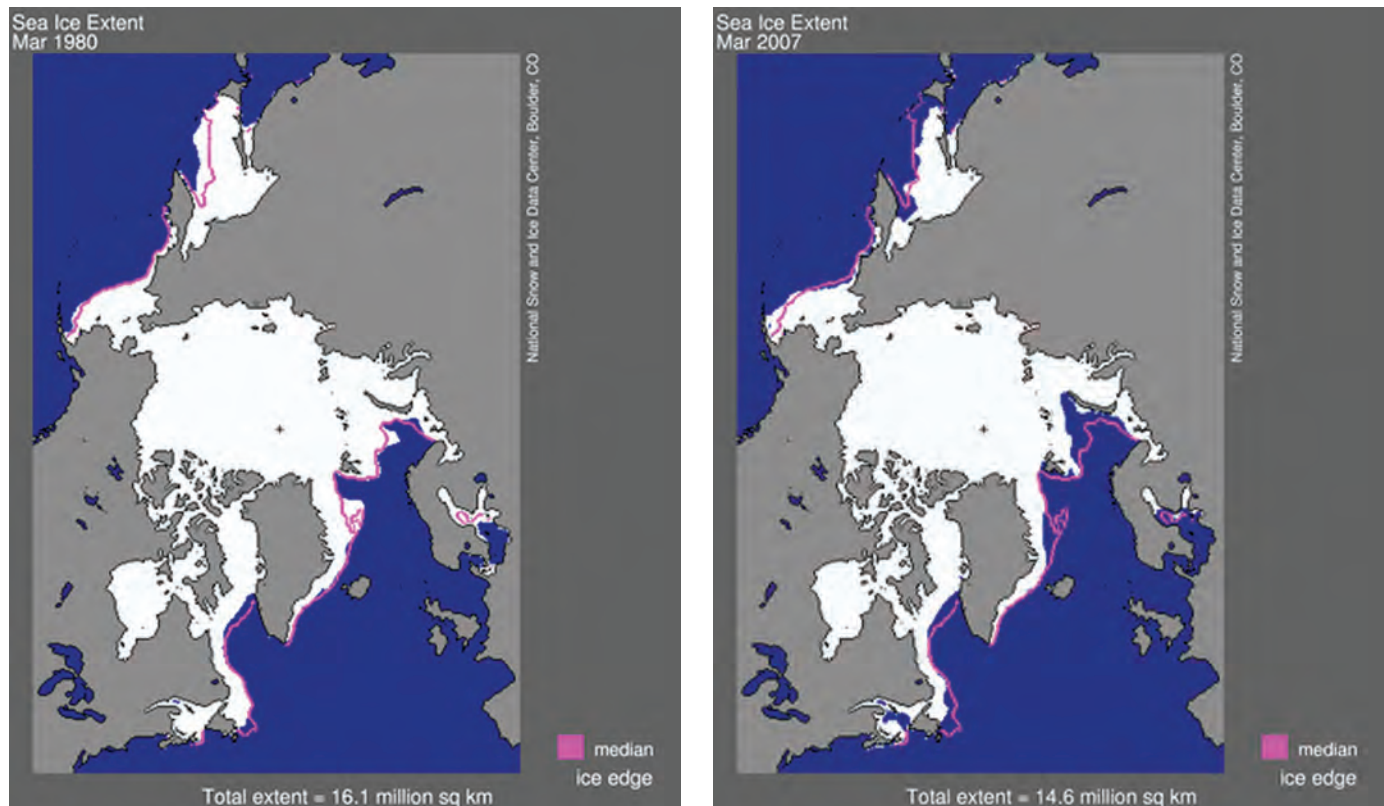 Sea Ice Extent
Mar 1980
National Snow and Ice Data Center, Boulder, CO
median
ice edge
Total extent = 16.1 million sq km
Sea Ice Extent
Mar 2007
National Snow and Ice Data Center, Boulder, CO
median
ice edge
Total extent = 14.6 million sq km